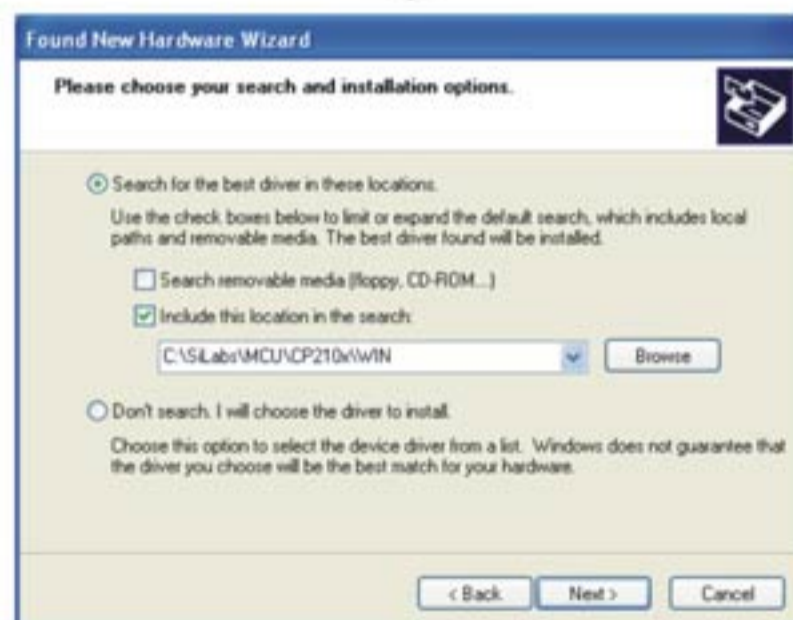 Found New Hardware Wizard
Please choose your search and installation options.
Search for the best driver in these locations.
Use the check boxes below to limit or expand the default search, which includes local
paths and removable media. The best driver found will be installed.
Search removable media (floppy, CD-ROM...)
Include this location in the search:
C:\SiLabs\MCU\CP210x\WIN
Browse
Don't search. I will choose the driver to install.
Choose this option to select the device driver from a list. Windows does not guarantee that
the driver you choose will be the best match for your hardware.
< Back
Next >
Cancel